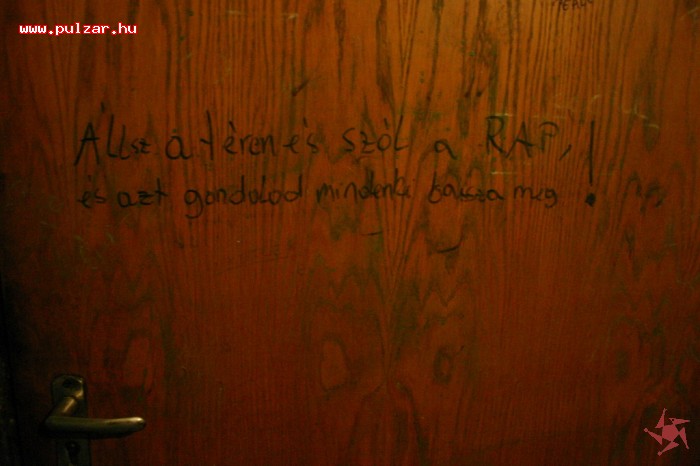 www.pulzar.hu
Állsz a téren és szól a RAP,
és azt gondolod mindenki bassza meg!